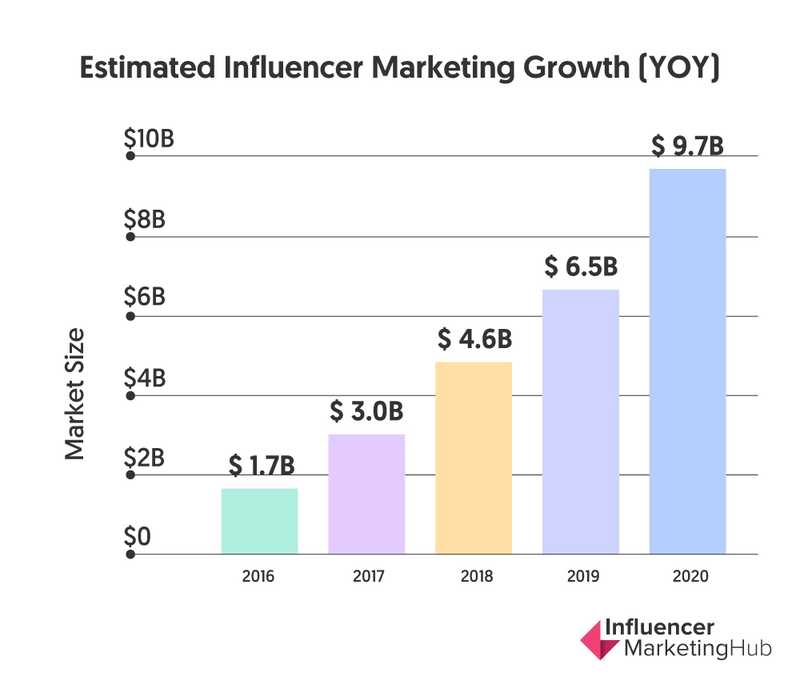 Estimated Influencer Marketing Growth (YOY)
$10B
$ 9.7B
$8B
$ 6.5B
$6B
$ 4.6B
$4B
$ 3.0B
$2B
$ 1.7B
$0
Market Size
2016 2017 2018 2019 2020
Influencer
MarketingHub